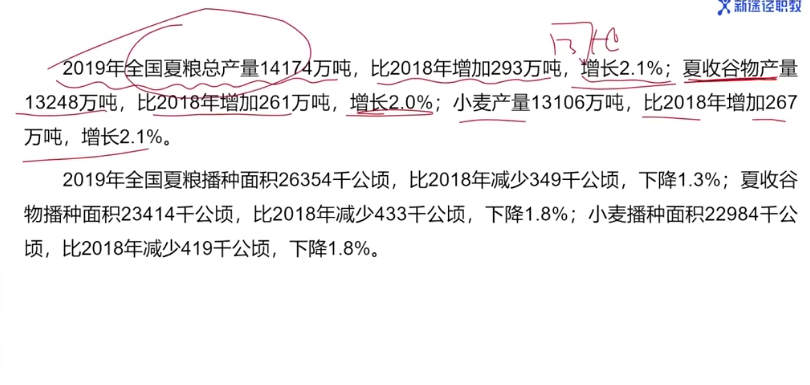 新途径职教
2019年全国夏粮总产量14174万吨，比2018年增加293万吨，增长2.1%；夏收谷物产量
13248万吨，比2018年增加261万吨，增长2.0%；小麦产量13106万吨，比2018年增加267
万吨，增长2.1%。
2019年全国夏粮播种面积26354千公顷，比2018年减少349千公顷，下降1.3%；夏收谷
物播种面积23414千公顷，比2018年减少433千公顷，下降1.8%；小麦播种面积22984千公
顷，比2018年减少419千公顷，下降1.8%。